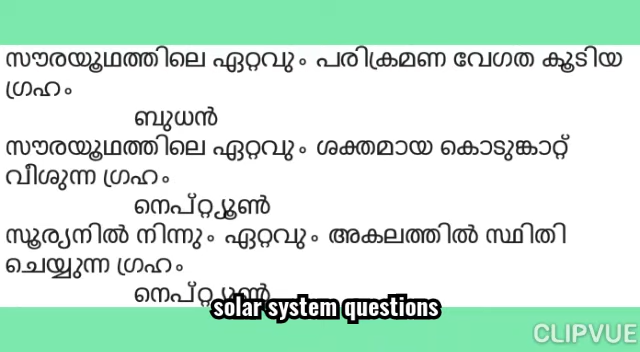 സൗരയൂഥത്തിലെ ഏറ്റവും പരിക്രമണ വേഗത കൂടിയ
ഗ്രഹം
ബുധൻ
സൗരയൂഥത്തിലെ ഏറ്റവും ശക്തമായ കൊടുങ്കാറ്റ്
വീശുന്ന ഗ്രഹം
നെപ്റ്റ്യൂൺ
സൂര്യനിൽ നിന്നും ഏറ്റവും അകലത്തിൽ സ്ഥിതി
ചെയ്യുന്ന ഗ്രഹം
നെപ്റ്റ്യൂൺ
solar system questions
CLIPVUE